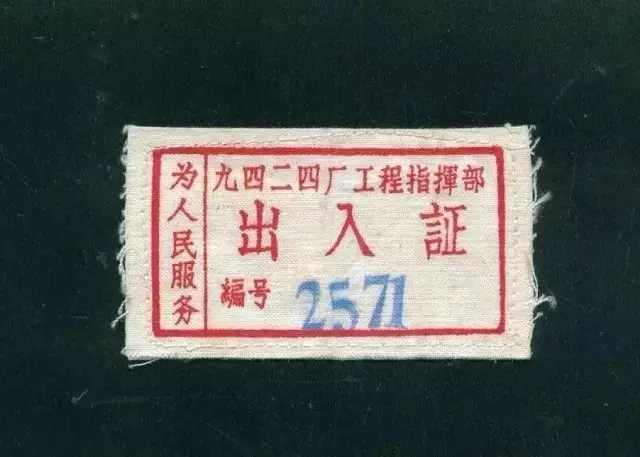 为人民服务
九四二四厂工程指揮部
出入証
編号 2571